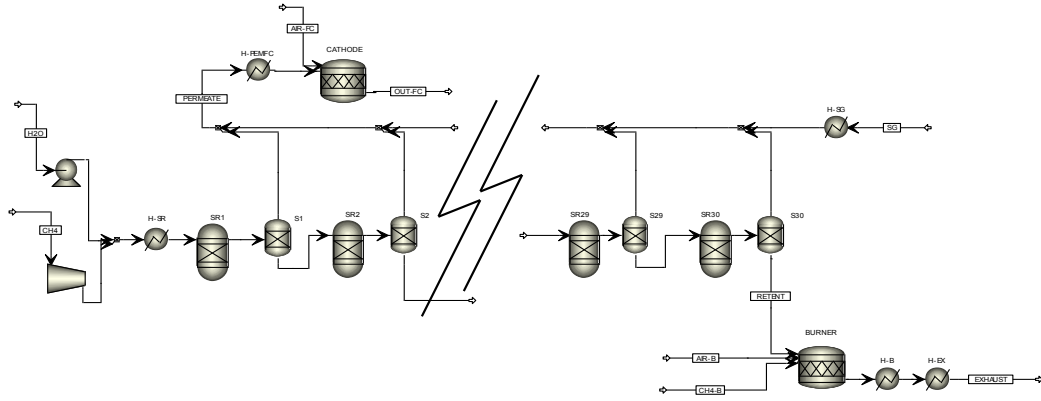 AIR-FC
CATHODE
H-PEMFC
OUT-FC
PERMEATE
H-SG
SG
H2O
CH4
H-SR
SR1
S1
SR2
S2
SR29
S29
SR30
S30
RETENT
BURNER
AIR-B
CH4-B
H-B
H-EX
EXHAUST